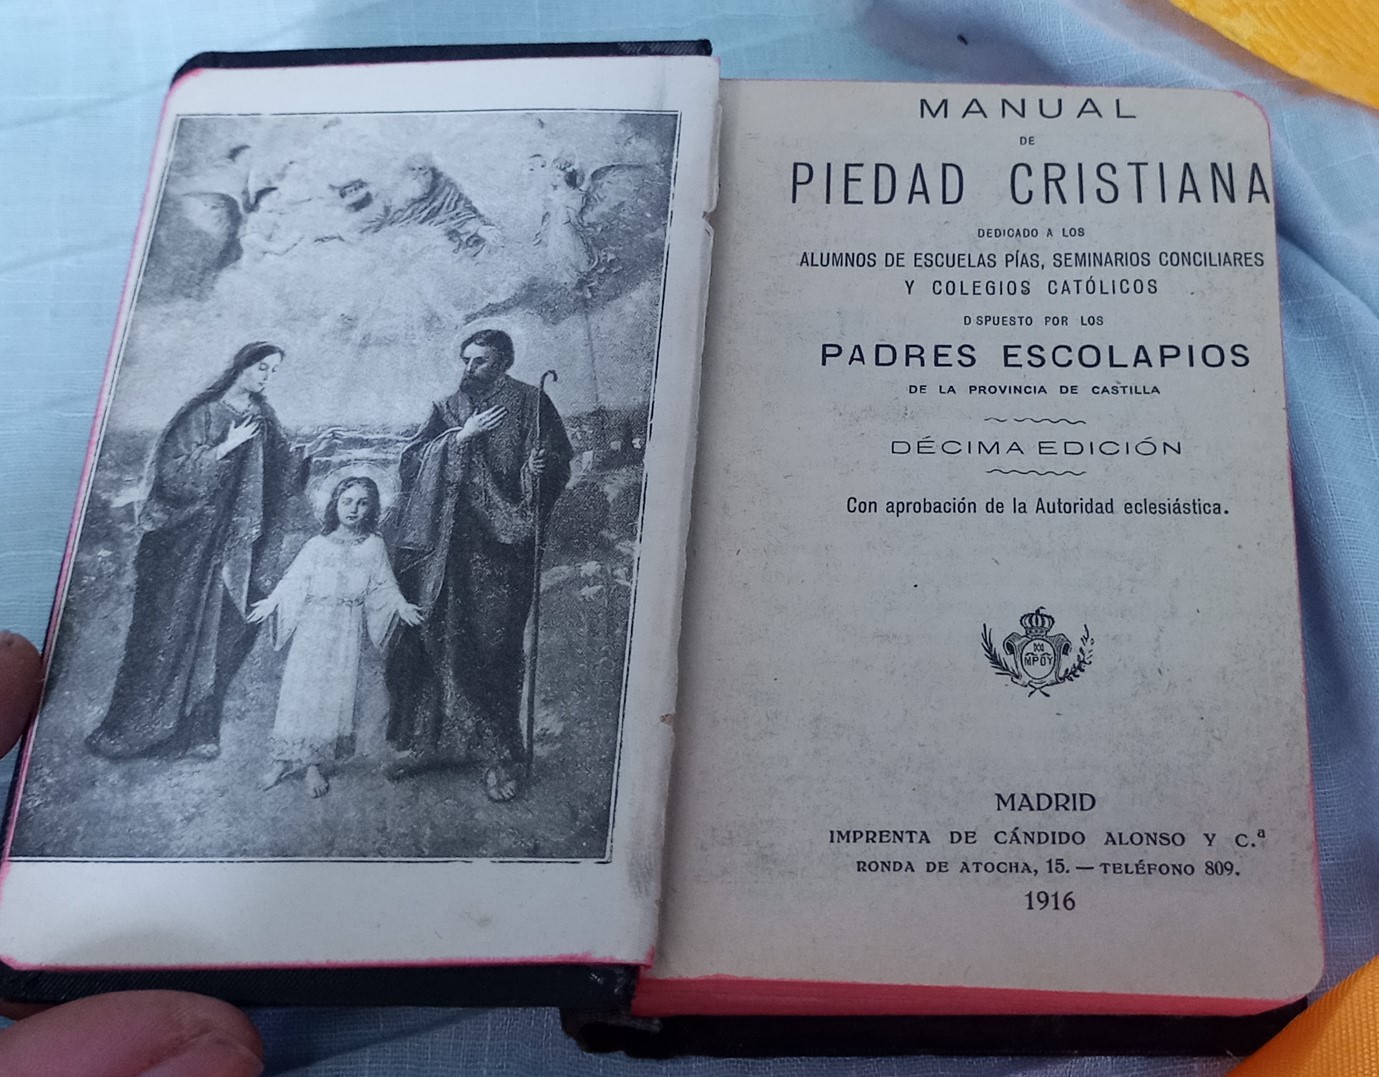 MANUAL
DE
PIEDAD CRISTIANA
DEDICADO A LOS
ALUMNOS DE ESCUELAS PÍAS, SEMINARIOS CONCILIARES
Y COLEGIOS CATÓLICOS
D SPUESTO POR LOS
PADRES ESCOLAPIOS
DE LA PROVINCIA DE CASTILLA
DÉCIMA EDICIÓN
Con aprobación de la Autoridad eclesiástica.
MADRID
IMPRENTA DE CÁNDIDO ALONSO Y C.ª
RONDA DE ATOCHA, 15. — TELÉFONO 809.
1916